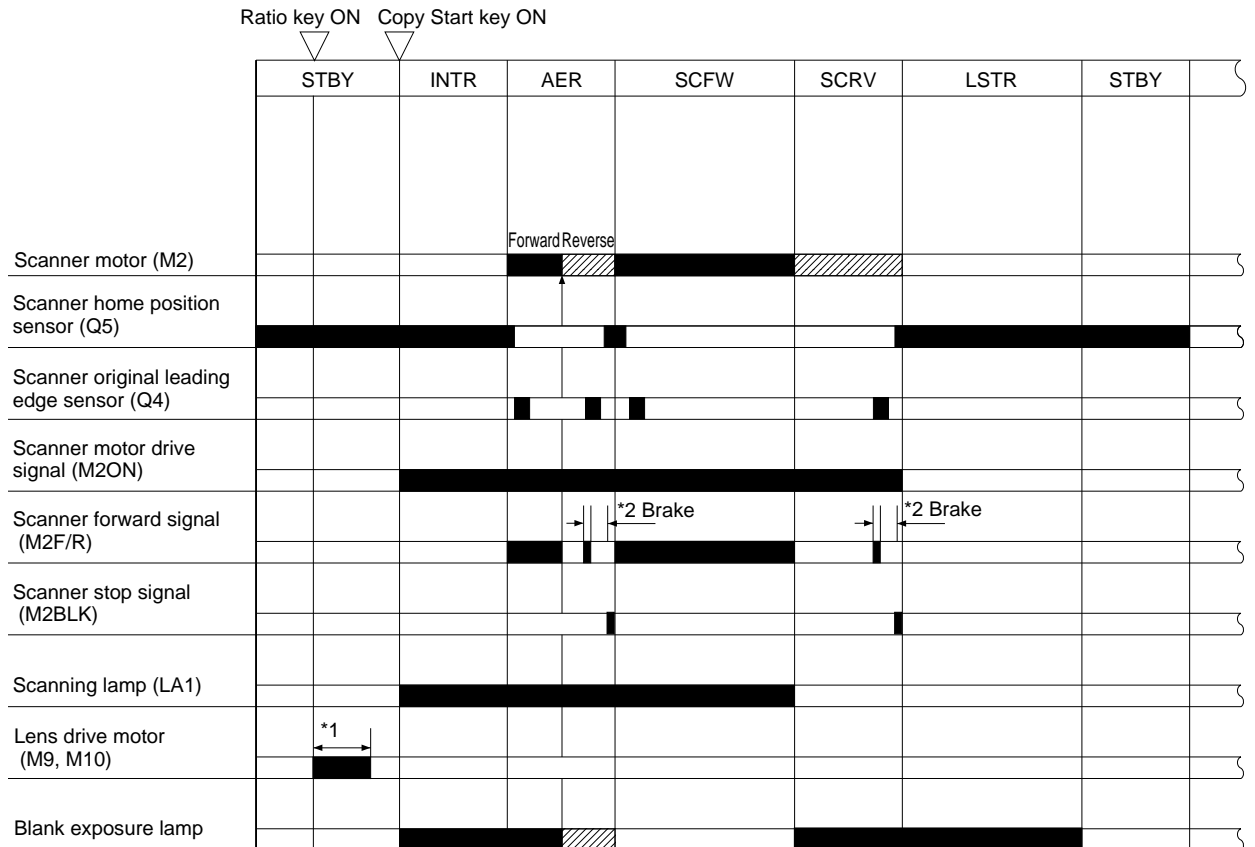 Ratio key ON Copy Start key ON
STBY INTR AER SCFW SCRV LSTR STBY
Forward Reverse
Scanner motor (M2)
Scanner home position
sensor (Q5)
Scanner original leading
edge sensor (Q4)
Scanner motor drive
signal (M2ON)
*2 Brake *2 Brake
Scanner forward signal
(M2F/R)
Scanner stop signal
(M2BLK)
Scanning lamp (LA1)
*1
Lens drive motor
(M9, M10)
Blank exposure lamp